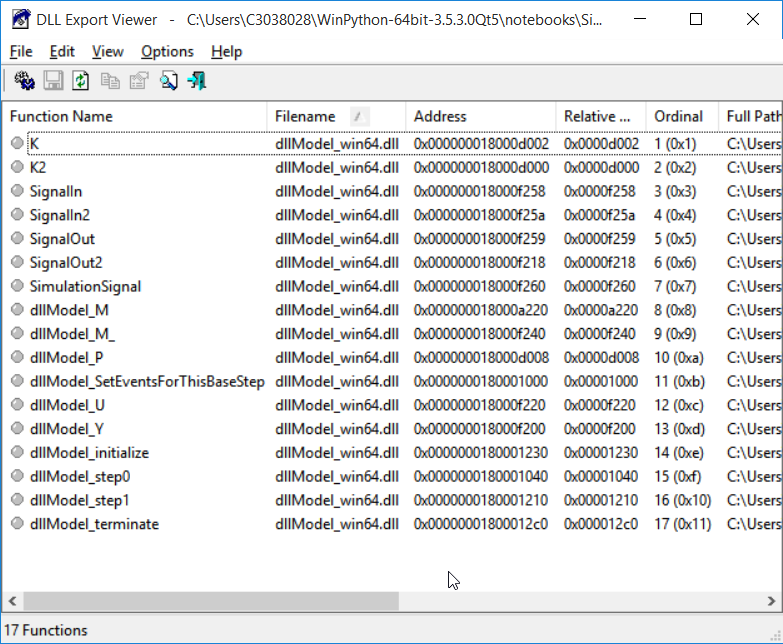 DLL Export Viewer - C:\Users\C3038028\WinPython-64bit-3.5.3.0Qt5\notebooks\Si...
File Edit View Options Help
Function Name Filename / Address Relative ... Ordinal Full Path
K dllModel_win64.dll 0x000000018000d002 0x0000d002 1 (0x1) C:\Users
K2 dllModel_win64.dll 0x000000018000d000 0x0000d000 2 (0x2) C:\Users
SignalIn dllModel_win64.dll 0x000000018000f258 0x0000f258 3 (0x3) C:\Users
SignalIn2 dllModel_win64.dll 0x000000018000f25a 0x0000f25a 4 (0x4) C:\Users
SignalOut dllModel_win64.dll 0x000000018000f259 0x0000f259 5 (0x5) C:\Users
SignalOut2 dllModel_win64.dll 0x000000018000f218 0x0000f218 6 (0x6) C:\Users
SimulationSignal dllModel_win64.dll 0x000000018000f260 0x0000f260 7 (0x7) C:\Users
dllModel_M dllModel_win64.dll 0x000000018000a220 0x0000a220 8 (0x8) C:\Users
dllModel_M_ dllModel_win64.dll 0x000000018000f240 0x0000f240 9 (0x9) C:\Users
dllModel_P dllModel_win64.dll 0x000000018000d008 0x0000d008 10 (0xa) C:\Users
dllModel_SetEventsForThisBaseStep dllModel_win64.dll 0x0000000180001000 0x00001000 11 (0xb) C:\Users
dllModel_U dllModel_win64.dll 0x000000018000f220 0x0000f220 12 (0xc) C:\Users
dllModel_Y dllModel_win64.dll 0x000000018000f200 0x0000f200 13 (0xd) C:\Users
dllModel_initialize dllModel_win64.dll 0x0000000180001230 0x00001230 14 (0xe) C:\Users
dllModel_step0 dllModel_win64.dll 0x0000000180001040 0x00001040 15 (0xf) C:\Users
dllModel_step1 dllModel_win64.dll 0x0000000180001210 0x00001210 16 (0x10) C:\Users
dllModel_terminate dllModel_win64.dll 0x00000001800012c0 0x000012c0 17 (0x11) C:\Users
17 Functions